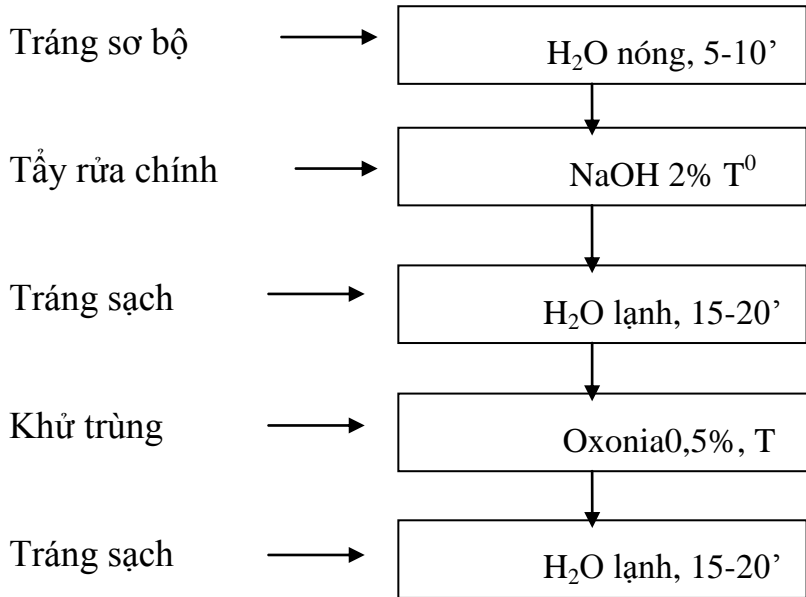 Tráng sơ bộ
H₂O nóng, 5-10’
Tẩy rửa chính
NaOH 2% T⁰
Tráng sạch
H₂O lạnh, 15-20’
Khử trùng
Oxonia0,5%, T
Tráng sạch
H₂O lạnh, 15-20’